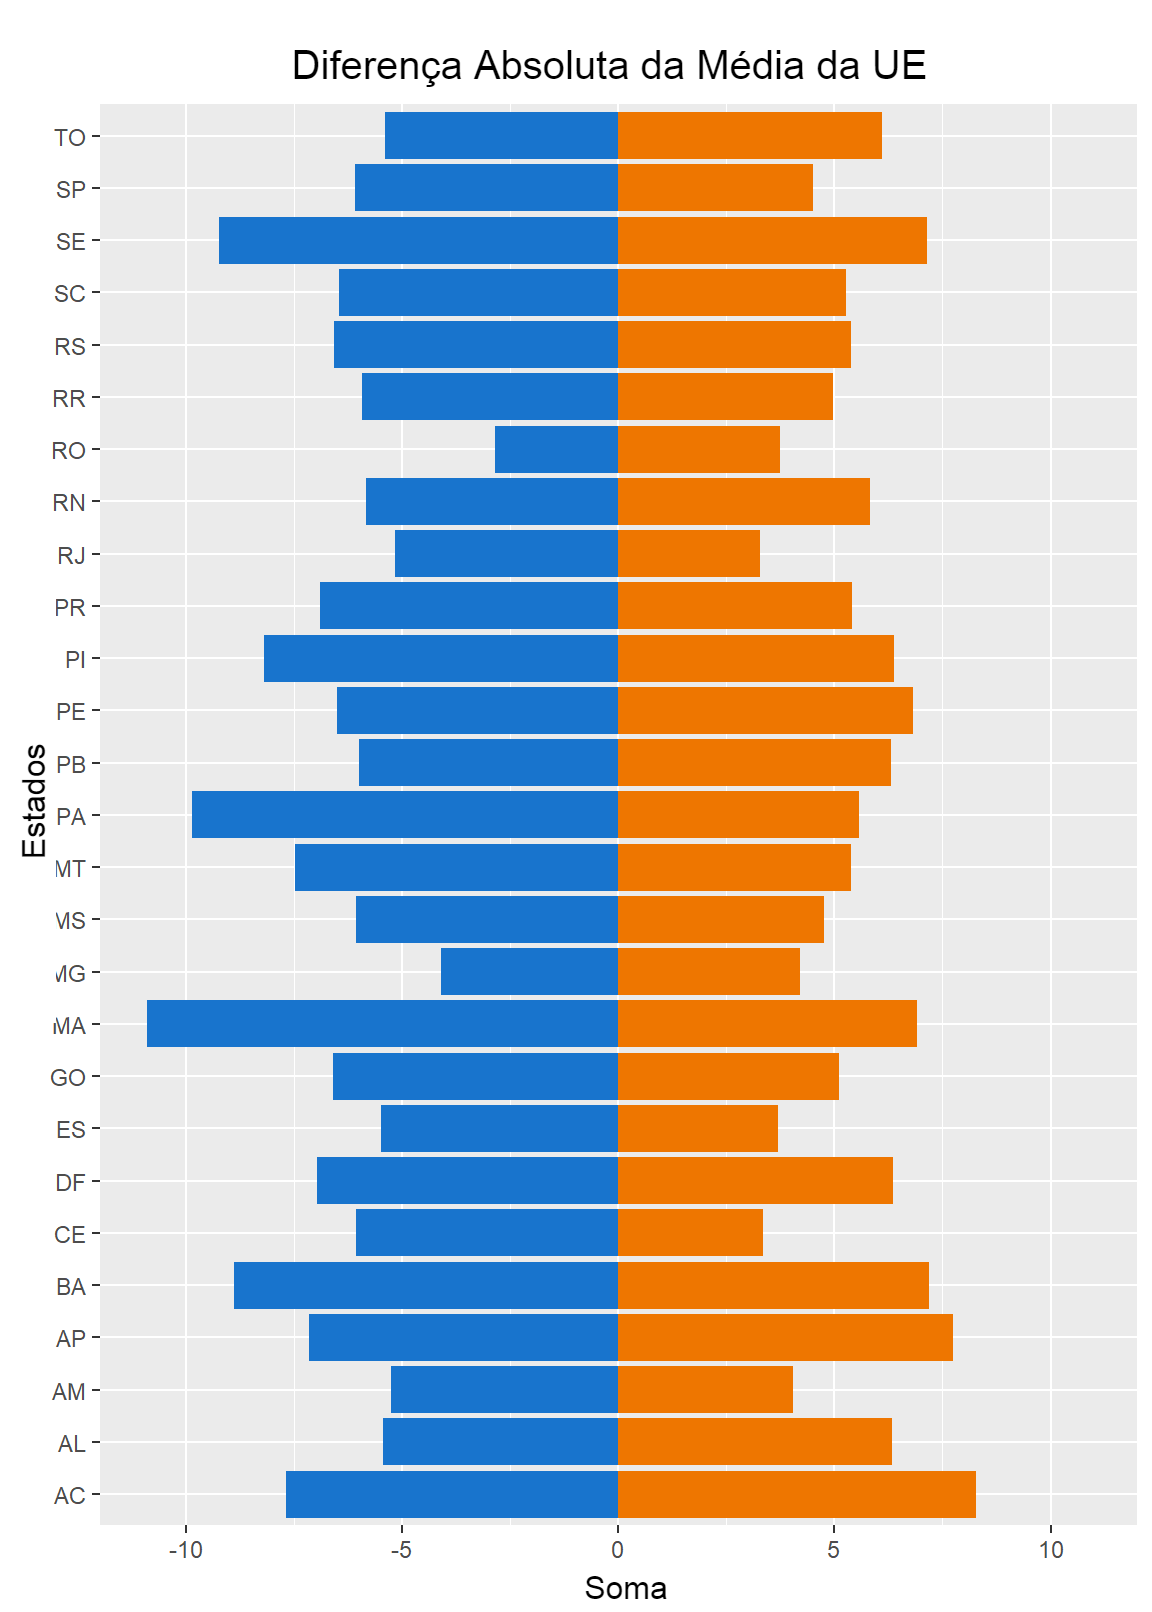 Diferença Absoluta da Média da UE
TO
SP
SE
SC
RS
RR
RO
RN
RJ
PR
PI
PE
PB
PA
MT
MS
MG
MA
GO
ES
DF
CE
BA
AP
AM
AL
AC
Estados
-10 -5 0 5 10
Soma